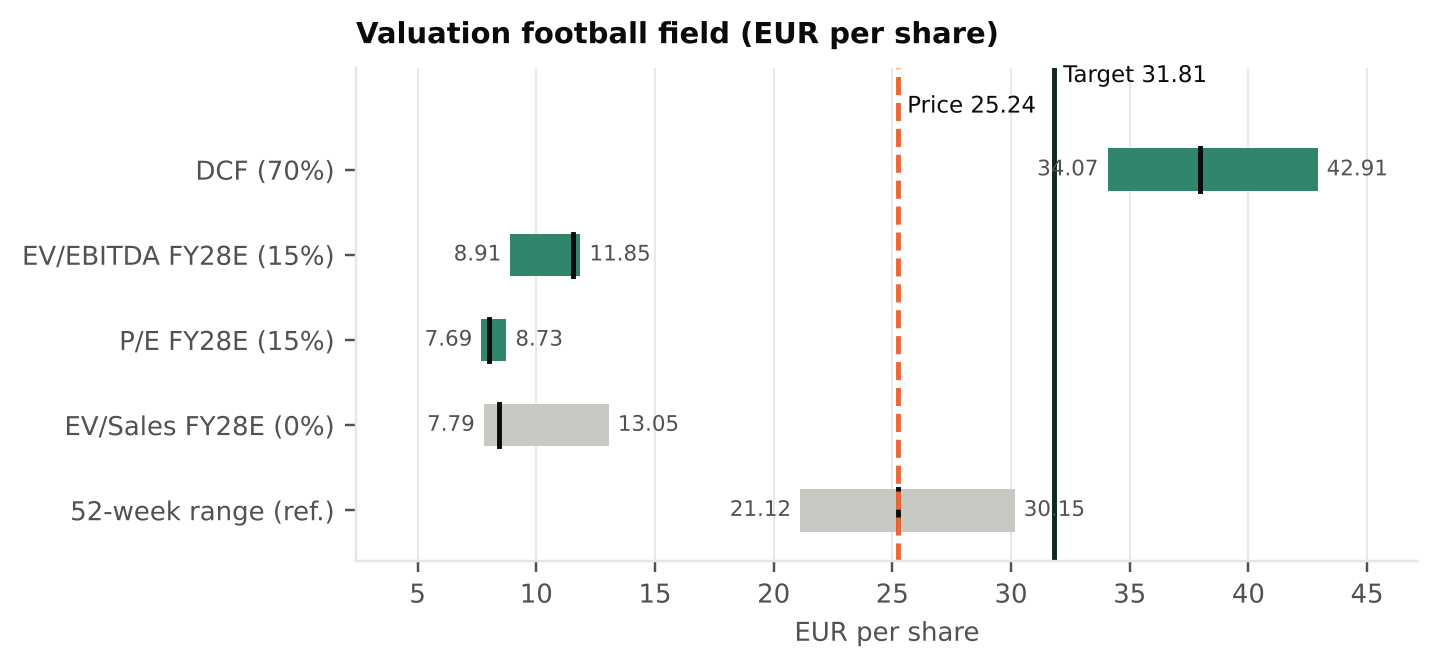 Valuation football field (EUR per share)
Target 31.81
Price 25.24
DCF (70%)
34.07
42.91
EV/EBITDA FY28E (15%)
8.91
11.85
P/E FY28E (15%)
7.69
8.73
EV/Sales FY28E (0%)
7.79
13.05
52-week range (ref.)
21.12
30.15
5 10 15 20 25 30 35 40 45
EUR per share